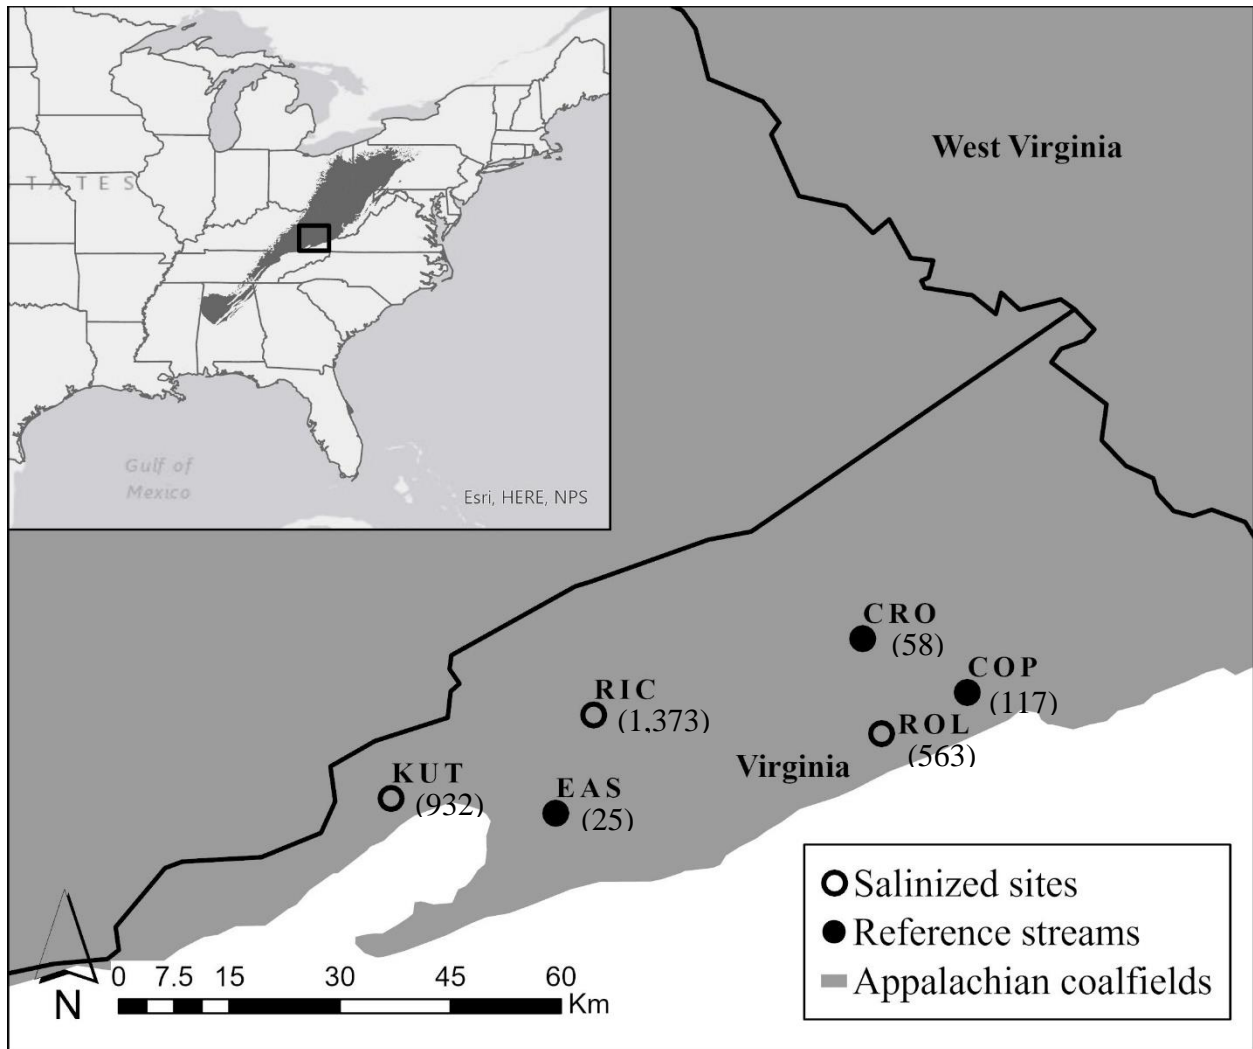 TATES
Gulf of
Mexico
Esri, HERE, NPS
West Virginia
CRO
(58)
COP
(117)
RIC
(1,373)
ROL
(563)
Virginia
KUT
(932)
EAS
(25)
Salinized sites
Reference streams
Appalachian coalfields
0 7.5 15 30 45 60
Km
N